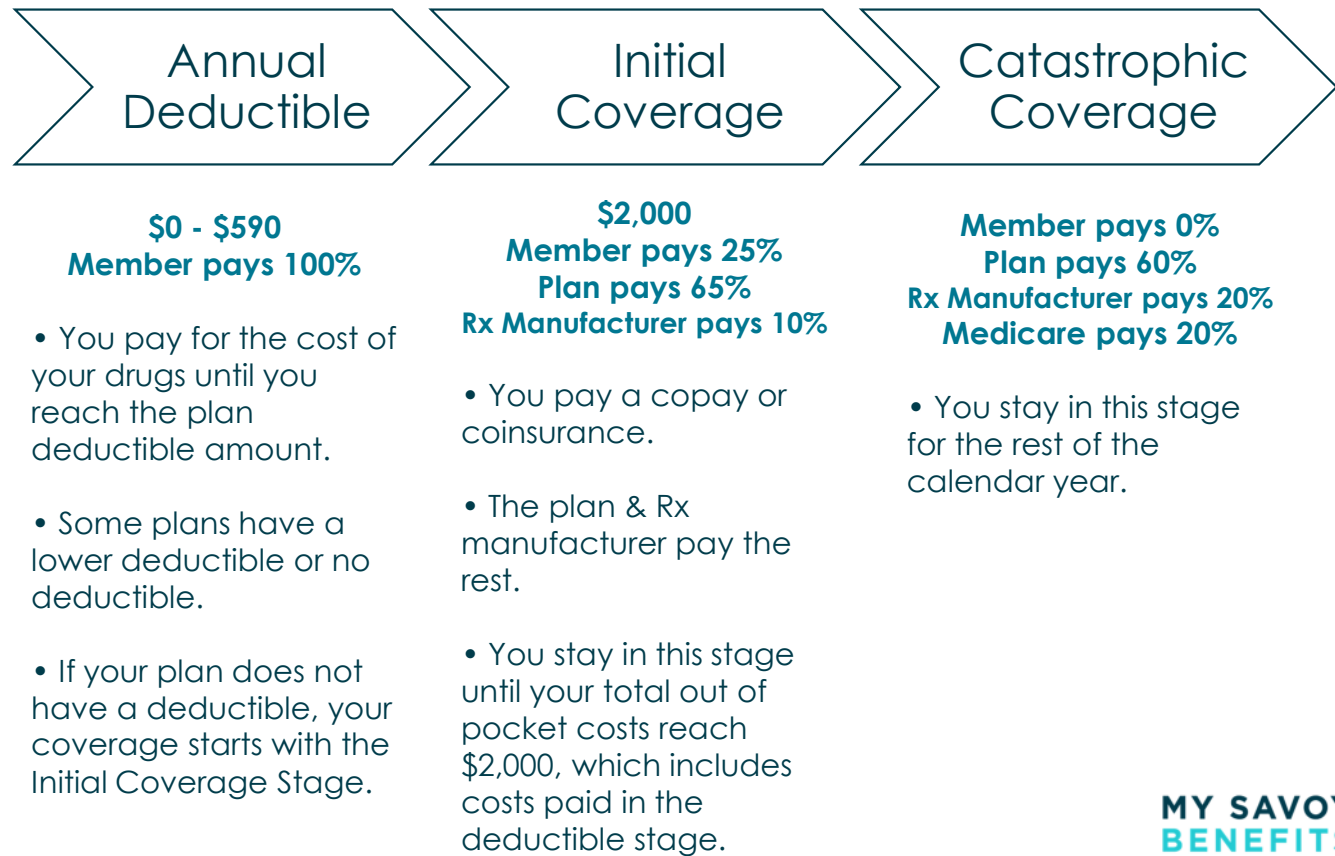 Annual
Deductible
Initial
Coverage
Catastrophic
Coverage
$0 - $590
Member pays 100%
• You pay for the cost of
your drugs until you
reach the plan
deductible amount.
• Some plans have a
lower deductible or no
deductible.
• If your plan does not
have a deductible, your
coverage starts with the
Initial Coverage Stage.
$2,000
Member pays 25%
Plan pays 65%
Rx Manufacturer pays 10%
• You pay a copay or
coinsurance.
• The plan & Rx
manufacturer pay the
rest.
• You stay in this stage
until your total out of
pocket costs reach
$2,000, which includes
costs paid in the
deductible stage.
Member pays 0%
Plan pays 60%
Rx Manufacturer pays 20%
Medicare pays 20%
• You stay in this stage
for the rest of the
calendar year.
MY SAVOY
BENEFITS